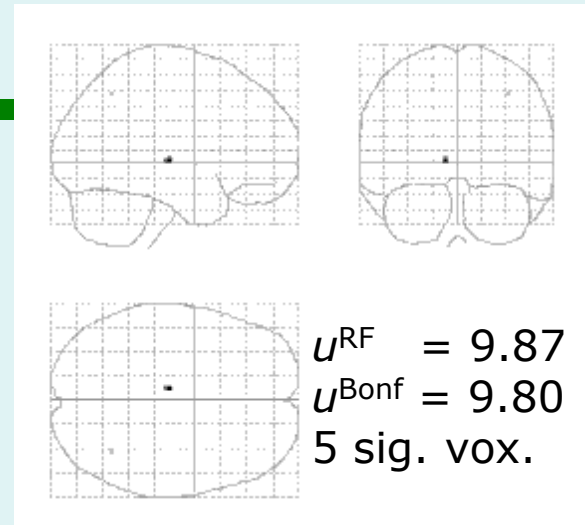 u^RF = 9.87
u^Bonf = 9.80
5 sig. vox.